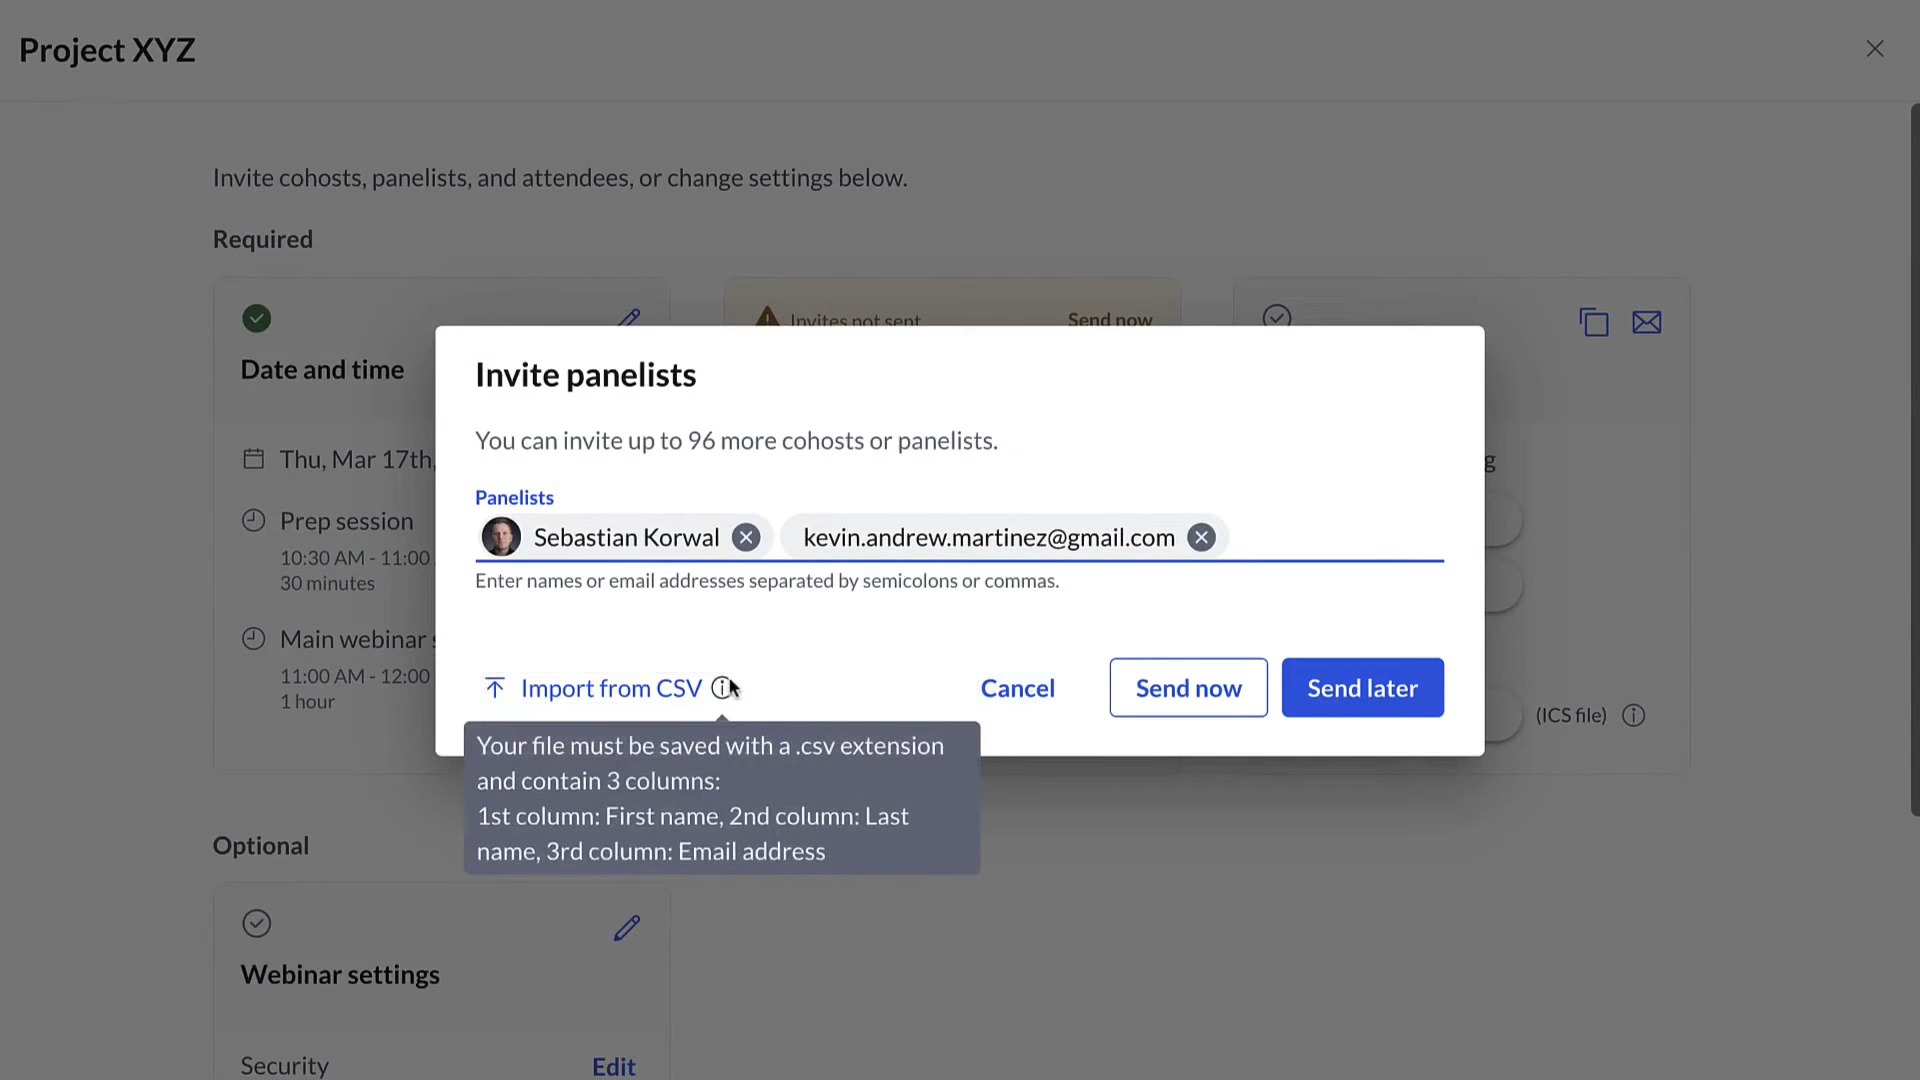 Project XYZ
Invite cohosts, panelists, and attendees, or change settings below.
Required
Invites not sent
Send now
Date and time
Thu, Mar 17th,
Prep session
10:30 AM - 11:00
30 minutes
Main webinar s
11:00 AM - 12:00
1 hour
g
(ICS file)
Invite panelists
You can invite up to 96 more cohosts or panelists.
Panelists
Sebastian Korwal
kevin.andrew.martinez@gmail.com
Enter names or email addresses separated by semicolons or commas.
Import from CSV
Cancel
Send now
Send later
Your file must be saved with a .csv extension
and contain 3 columns:
1st column: First name, 2nd column: Last
name, 3rd column: Email address
Optional
Webinar settings
Security
Edit